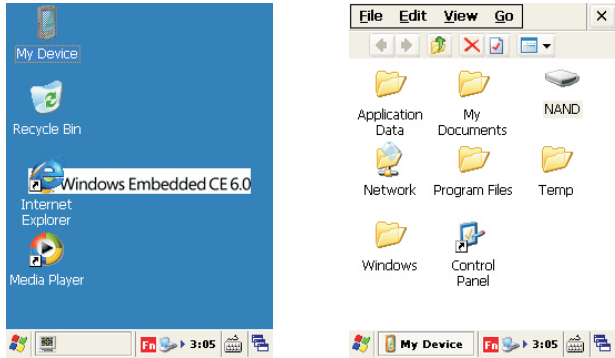 My Device
Recycle Bin
Windows Embedded CE 6.0
Internet
Explorer
Media Player
Fn 3:05
File Edit View Go ×
Application
Data
My
Documents
NAND
Network
Program Files
Temp
Windows
Control
Panel
My Device Fn 3:05